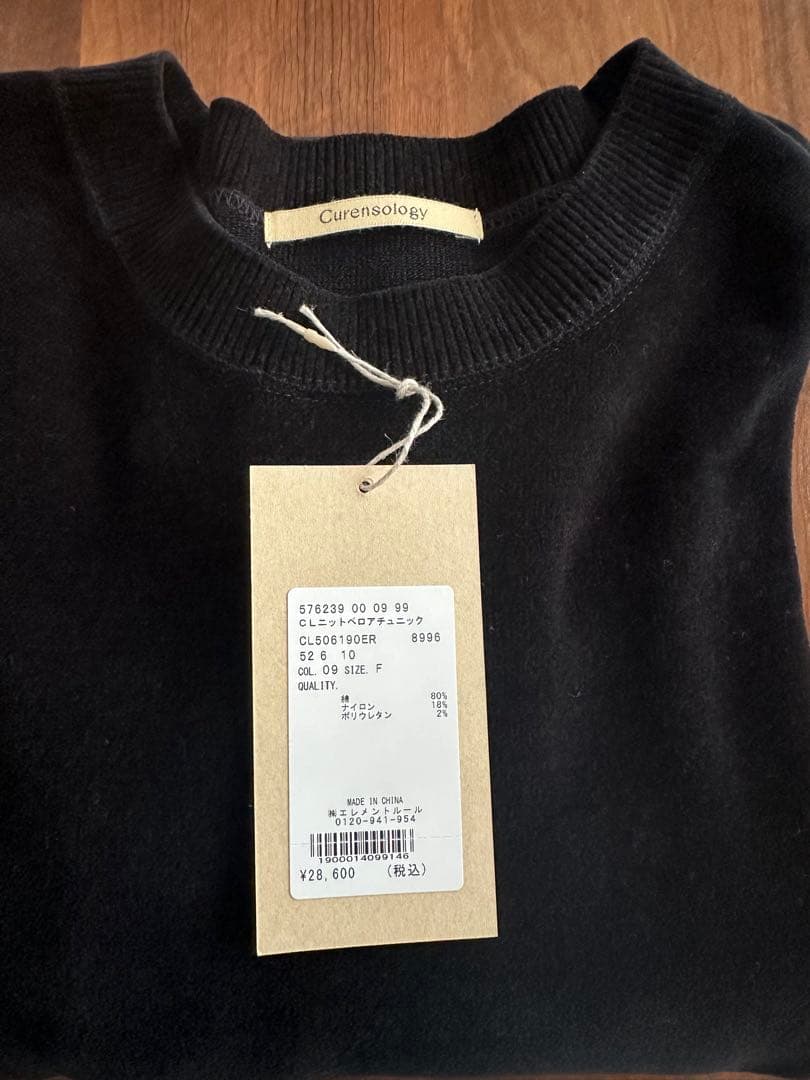 Curensology
576239 00 09 99
CLニットベロアチュニック
CL506190ER 8996
52 6 10
COL. 09 SIZE. F
QUALITY.
綿 80%
ナイロン 18%
ポリウレタン 2%
MADE IN CHINA
㈱エレメントルール
0120-941-954
1900014099146
¥28,600 (税込)